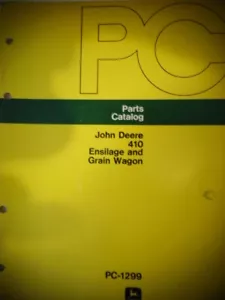 PC
Parts
Catalog
John Deere
410
Ensilage and
Grain Wagon
PC-1299